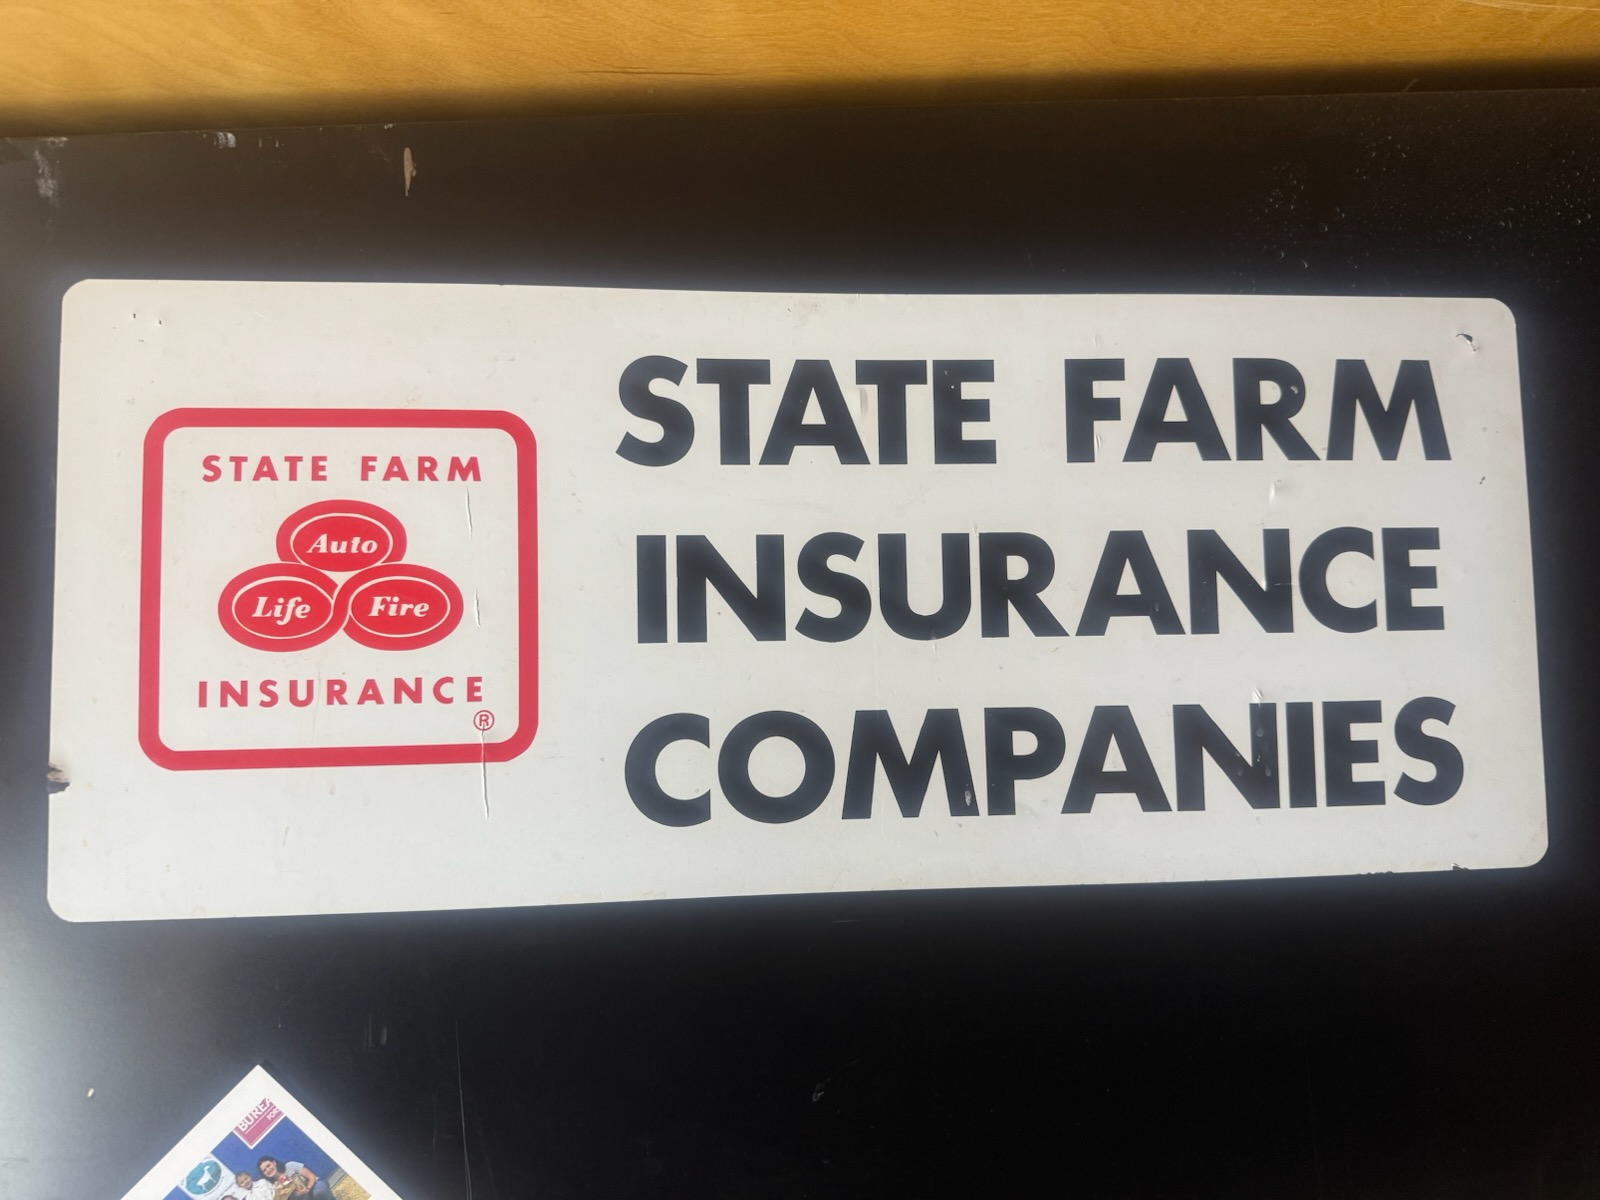 STATE FARM
Auto
Life Fire
INSURANCE
®
STATE FARM
INSURANCE
COMPANIES